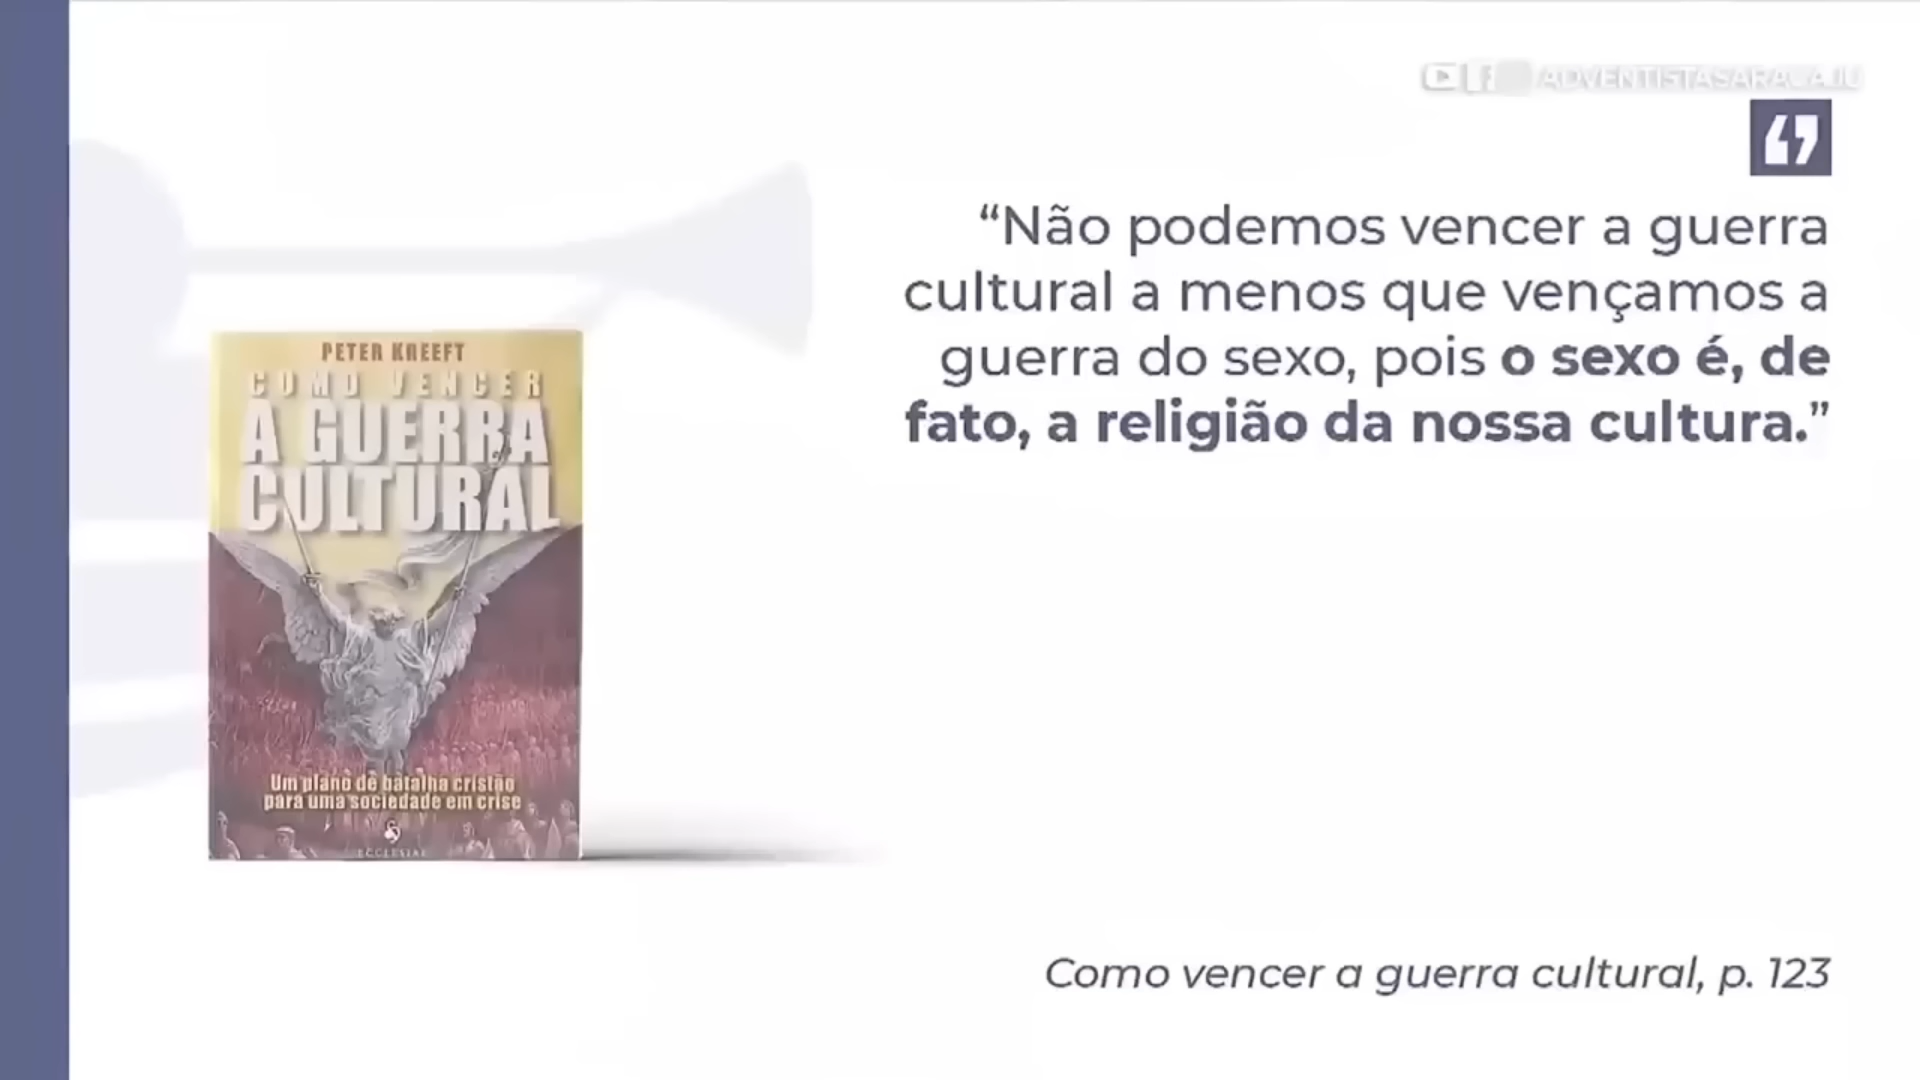 /ADVENTISTASARACAJU
“Não podemos vencer a guerra
cultural a menos que vençamos a
guerra do sexo, pois o sexo é, de
fato, a religião da nossa cultura.”
PETER KREEFT
COMO VENCER
A GUERRA
CULTURAL
Um plano de batalha cristão
para uma sociedade em crise
ECCLESIAE
Como vencer a guerra cultural, p. 123